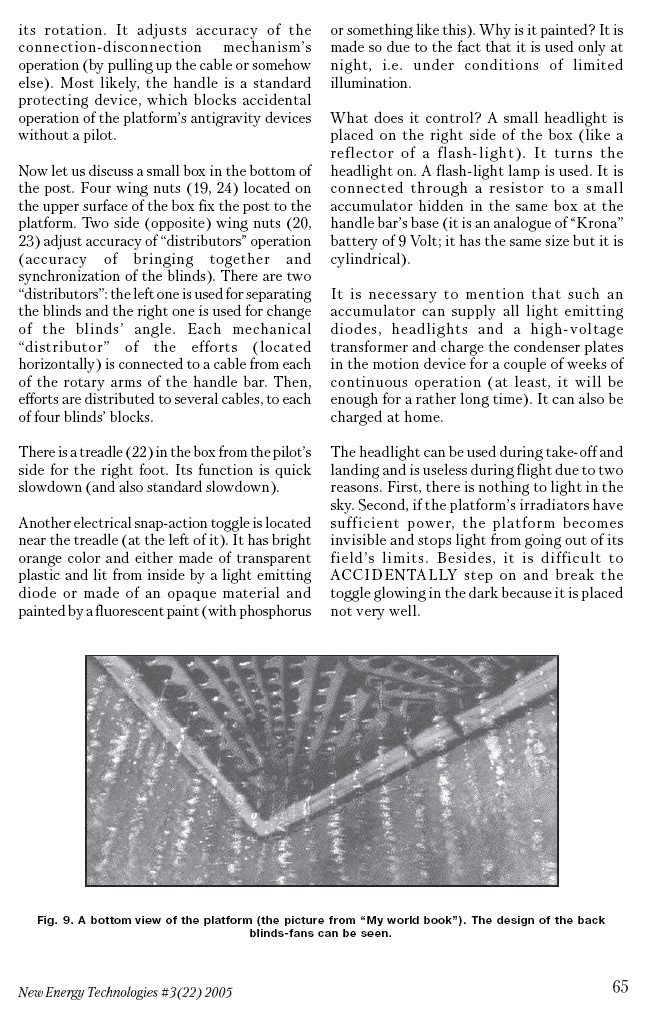 its rotation. It adjusts accuracy of the
connection-disconnection mechanism's
operation (by pulling up the cable or somehow
else). Most likely, the handle is a standard
protecting device, which blocks accidental
operation of the platform's antigravity devices
without a pilot.
Now let us discuss a small box in the bottom of
the post. Four wing nuts (19, 24) located on
the upper surface of the box fix the post to the
platform. Two side (opposite) wing nuts (20,
23) adjust accuracy of “distributors” operation
(accuracy of bringing together and
synchronization of the blinds). There are two
“distributors”: the left one is used for separating
the blinds and the right one is used for change
of the blinds’ angle. Each mechanical
“distributor” of the efforts (located
horizontally) is connected to a cable from each
of the rotary arms of the handle bar. Then,
efforts are distributed to several cables, to each
of four blinds’ blocks.
There is a treadle (22) in the box from the pilot’s
side for the right foot. Its function is quick
slowdown (and also standard slowdown).
Another electrical snap-action toggle is located
near the treadle (at the left of it). It has bright
orange color and either made of transparent
plastic and lit from inside by a light emitting
diode or made of an opaque material and
painted by a fluorescent paint (with phosphorus
or something like this). Why is it painted? It is
made so due to the fact that it is used only at
night, i.e. under conditions of limited
illumination.
What does it control? A small headlight is
placed on the right side of the box (like a
reflector of a flash-light). It turns the
headlight on. A flash-light lamp is used. It is
connected through a resistor to a small
accumulator hidden in the same box at the
handle bar's base (it is an analogue of “Krona”
battery of 9 Volt; it has the same size but it is
cylindrical).
It is necessary to mention that such an
accumulator can supply all light emitting
diodes, headlights and a high-voltage
transformer and charge the condenser plates
in the motion device for a couple of weeks of
continuous operation (at least, it will be
enough for a rather long time). It can also be
charged at home.
The headlight can be used during take-off and
landing and is useless during flight due to two
reasons. First, there is nothing to light in the
sky. Second, if the platform’s irradiators have
sufficient power, the platform becomes
invisible and stops light from going out of its
field’s limits. Besides, it is difficult to
ACCIDENTALLY step on and break the
toggle glowing in the dark because it is placed
not very well.
Fig. 9. A bottom view of the platform (the picture from “My world book”). The design of the back
blinds-fans can be seen.
New Energy Technologies #3(22) 2005
65